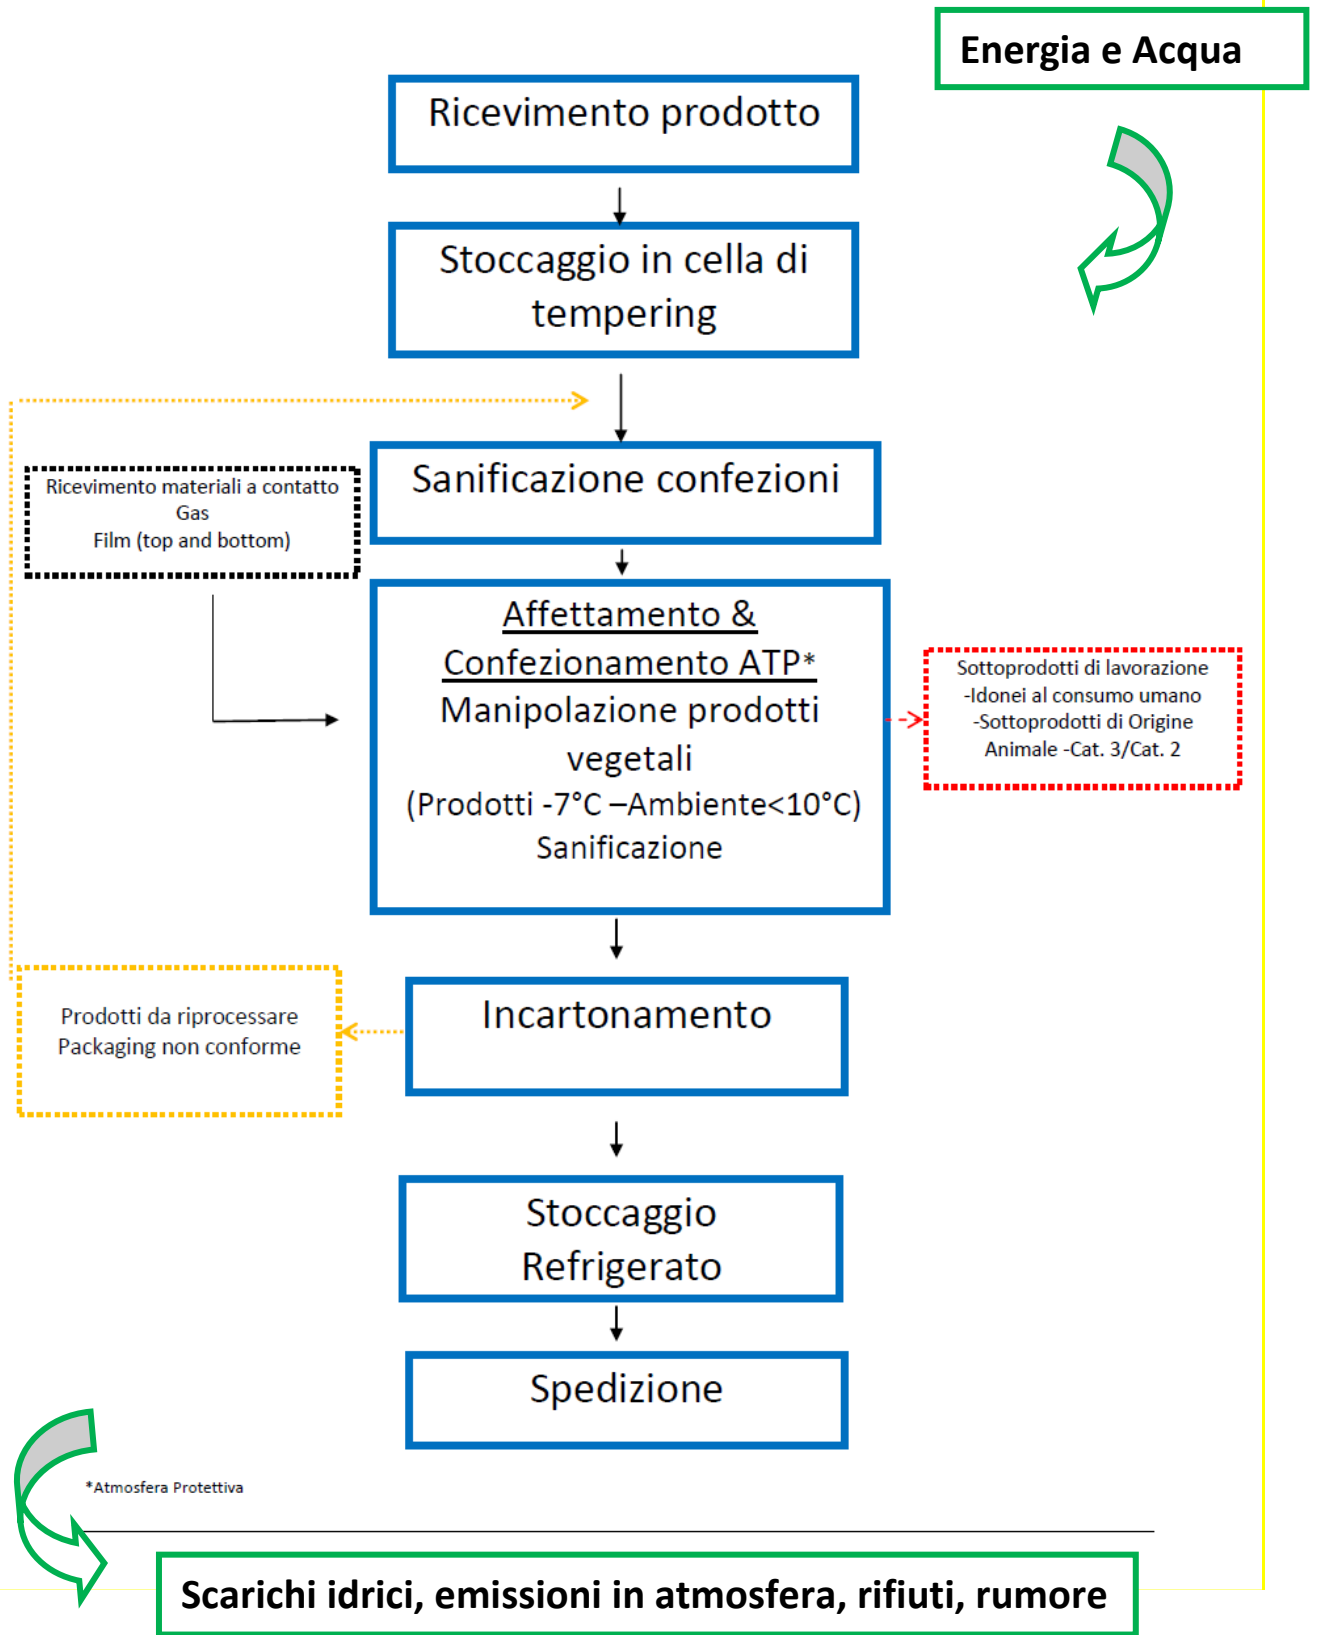 Energia e Acqua
Ricevimento prodotto
Stoccaggio in cella di
tempering
Sanificazione confezioni
Ricevimento materiali a contatto
Gas
Film (top and bottom)
Affettamento &
Confezionamento ATP*
Manipolazione prodotti
vegetali
(Prodotti -7°C –Ambiente<10°C)
Sanificazione
Sottoprodotti di lavorazione
-Idonei al consumo umano
-Sottoprodotti di Origine
Animale -Cat. 3/Cat. 2
Incartonamento
Prodotti da riprocessare
Packaging non conforme
Stoccaggio
Refrigerato
Spedizione
*Atmosfera Protettiva
Scarichi idrici, emissioni in atmosfera, rifiuti, rumore